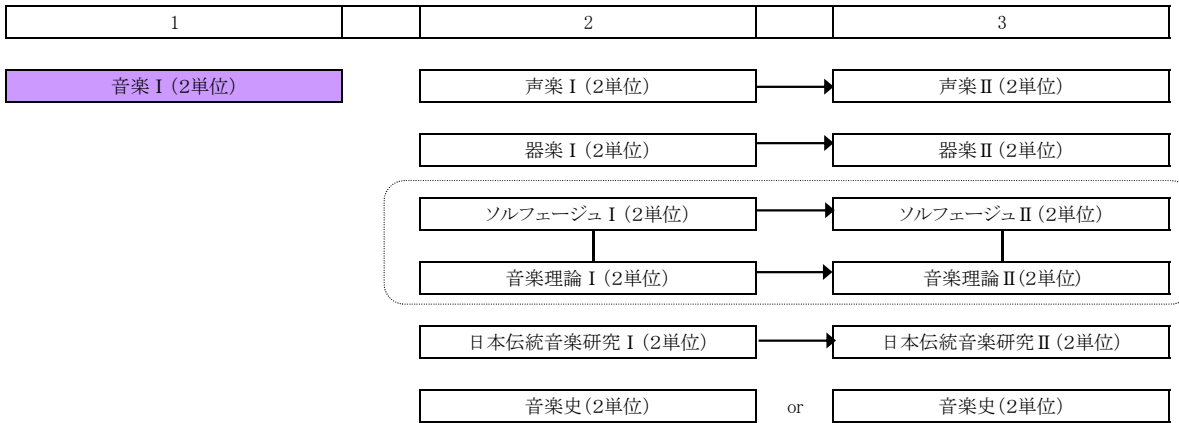 1 2 3
音楽Ⅰ(2単位) 声楽Ⅰ(2単位) 声楽Ⅱ(2単位)
器楽Ⅰ(2単位) 器楽Ⅱ(2単位)
ソルフェージュⅠ(2単位) ソルフェージュⅡ(2単位)
音楽理論Ⅰ(2単位) 音楽理論Ⅱ(2単位)
日本伝統音楽研究Ⅰ(2単位) 日本伝統音楽研究Ⅱ(2単位)
音楽史(2単位) or 音楽史(2単位)